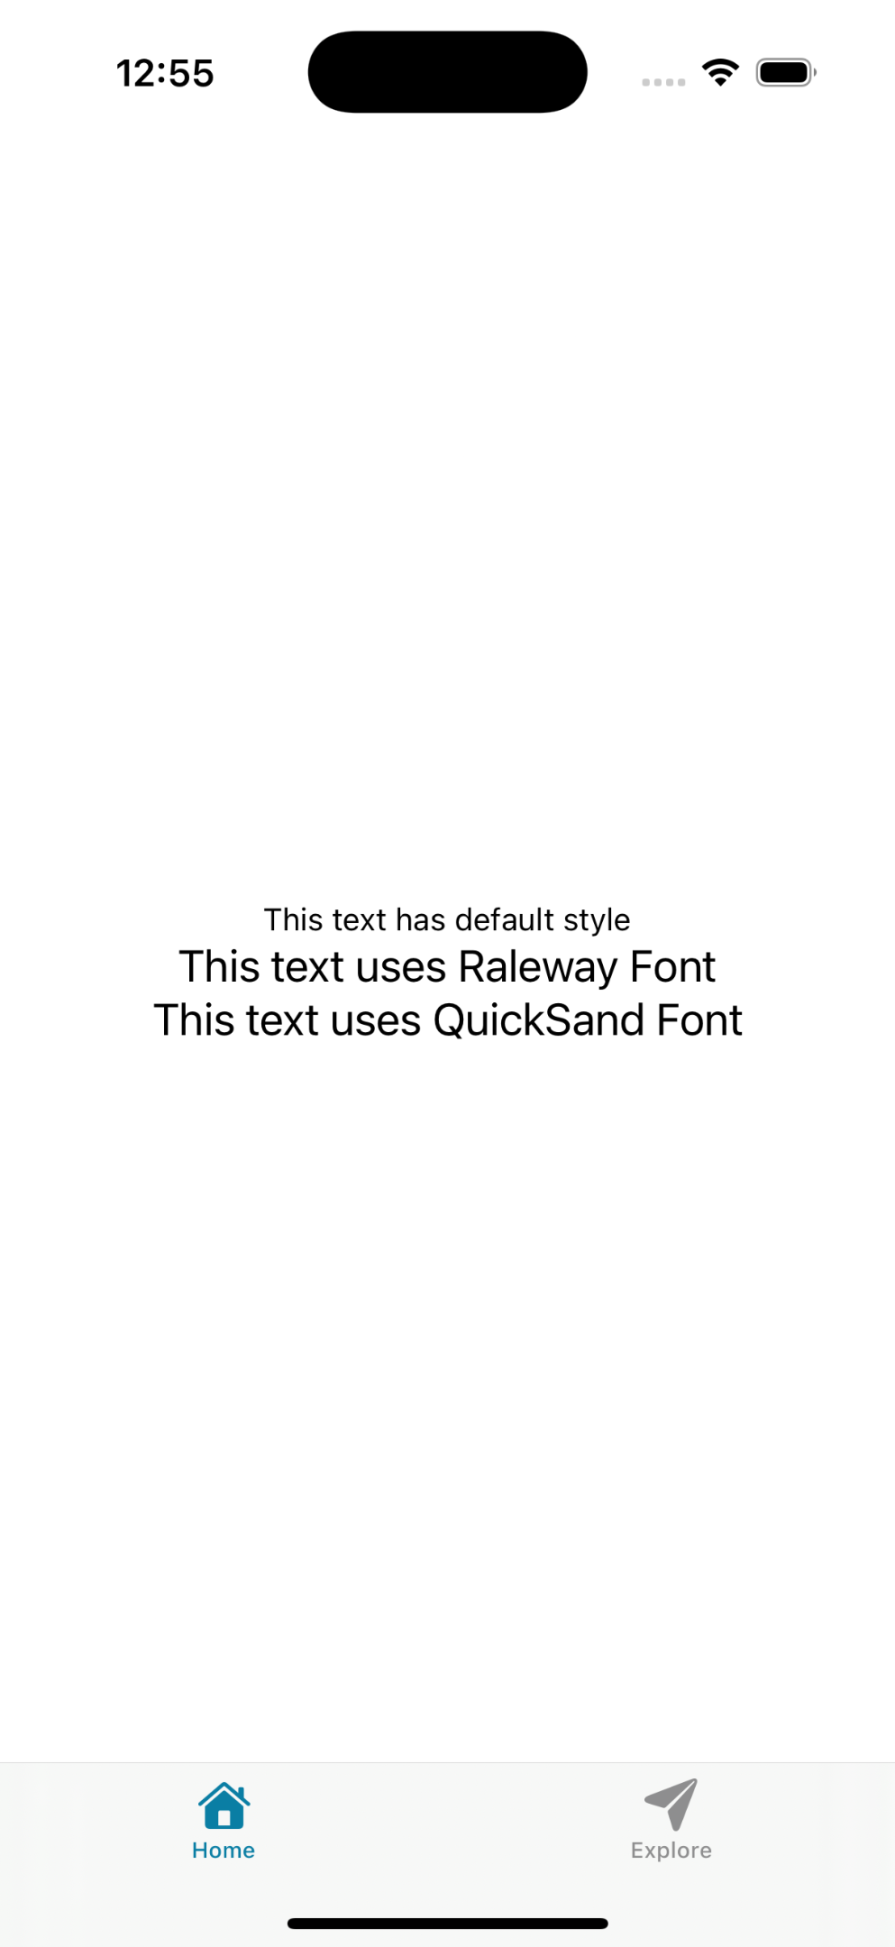 12:55
This text has default style
This text uses Raleway Font
This text uses QuickSand Font
Home
Explore